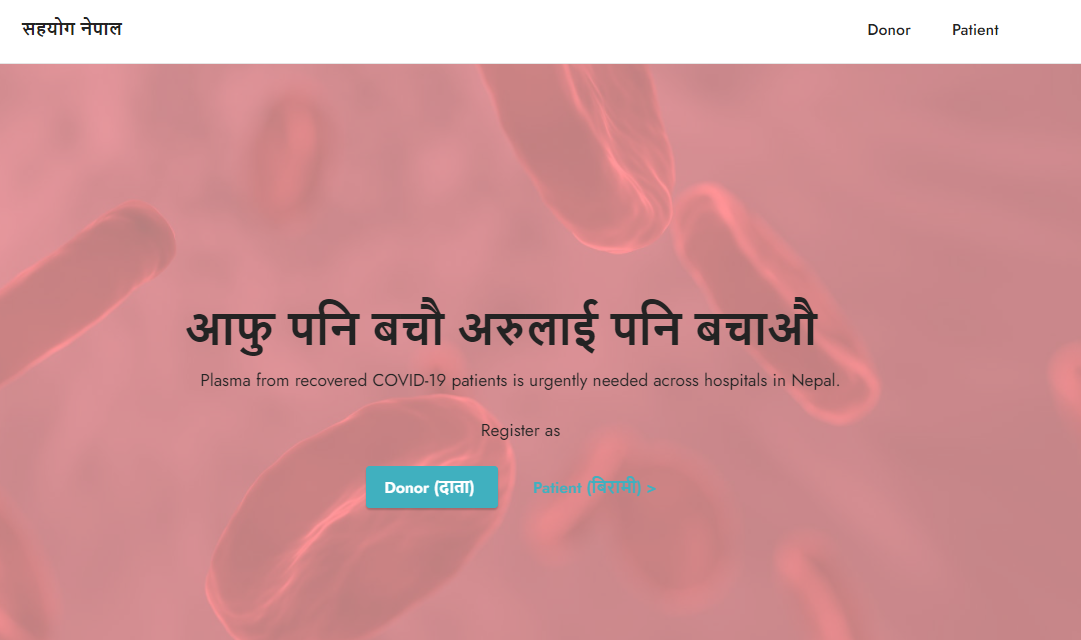 सहयोग नेपाल
Donor
Patient
आफु पनि बचौ अरुलाई पनि बचाऔ
Plasma from recovered COVID-19 patients is urgently needed across hospitals in Nepal.
Register as
Donor (दाता)
Patient (बिरामी) >